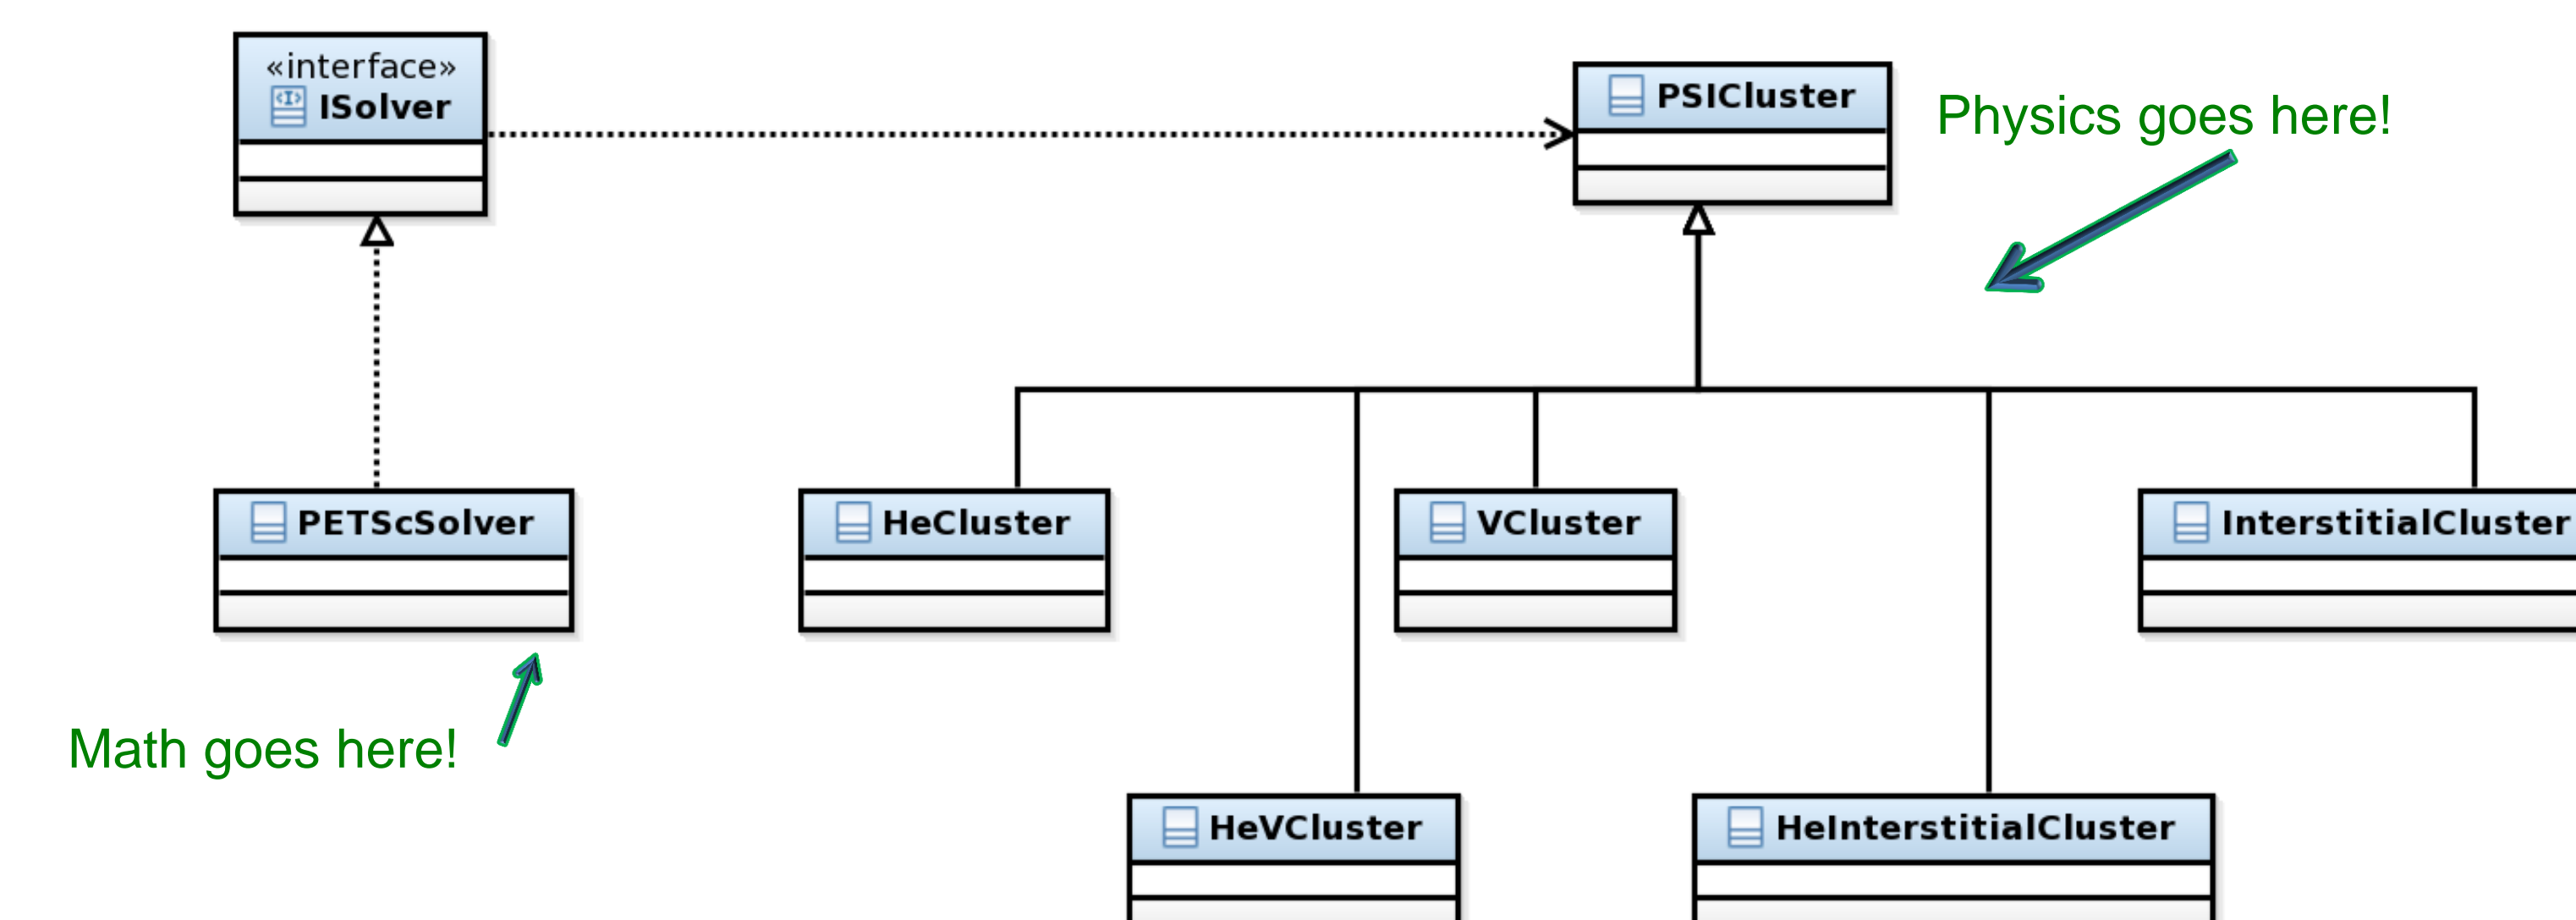 «interface»
ISolver
PSICluster
Physics goes here!
PETScSolver
HeCluster
VCluster
InterstitialCluster
Math goes here!
HeVCluster
HeInterstitialCluster